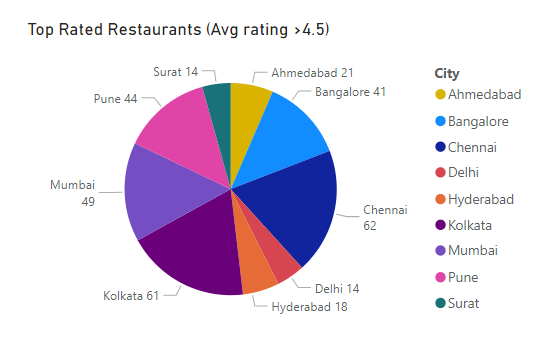 Top Rated Restaurants (Avg rating >4.5)
Surat 14
Ahmedabad 21
Pune 44
Bangalore 41
Mumbai
49
Chennai
62
Delhi 14
Kolkata 61
Hyderabad 18
City
Ahmedabad
Bangalore
Chennai
Delhi
Hyderabad
Kolkata
Mumbai
Pune
Surat